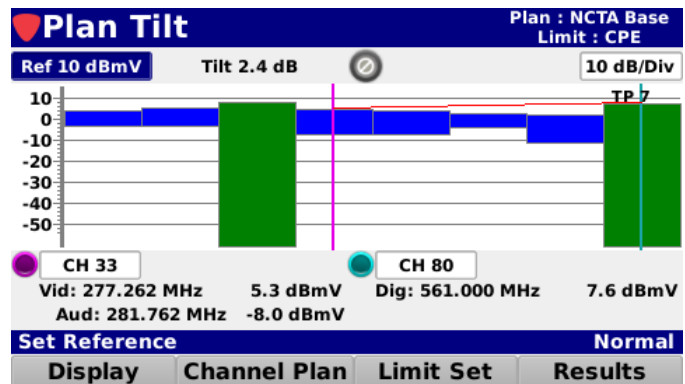 Plan Tilt
Plan : NCTA Base
Limit : CPE
Ref 10 dBmV
Tilt 2.4 dB
10 dB/Div
TP 7
10
0
-10
-20
-30
-40
-50
CH 33
CH 80
Vid: 277.262 MHz 5.3 dBmV
Dig: 561.000 MHz 7.6 dBmV
Aud: 281.762 MHz -8.0 dBmV
Set Reference
Normal
Display
Channel Plan
Limit Set
Results